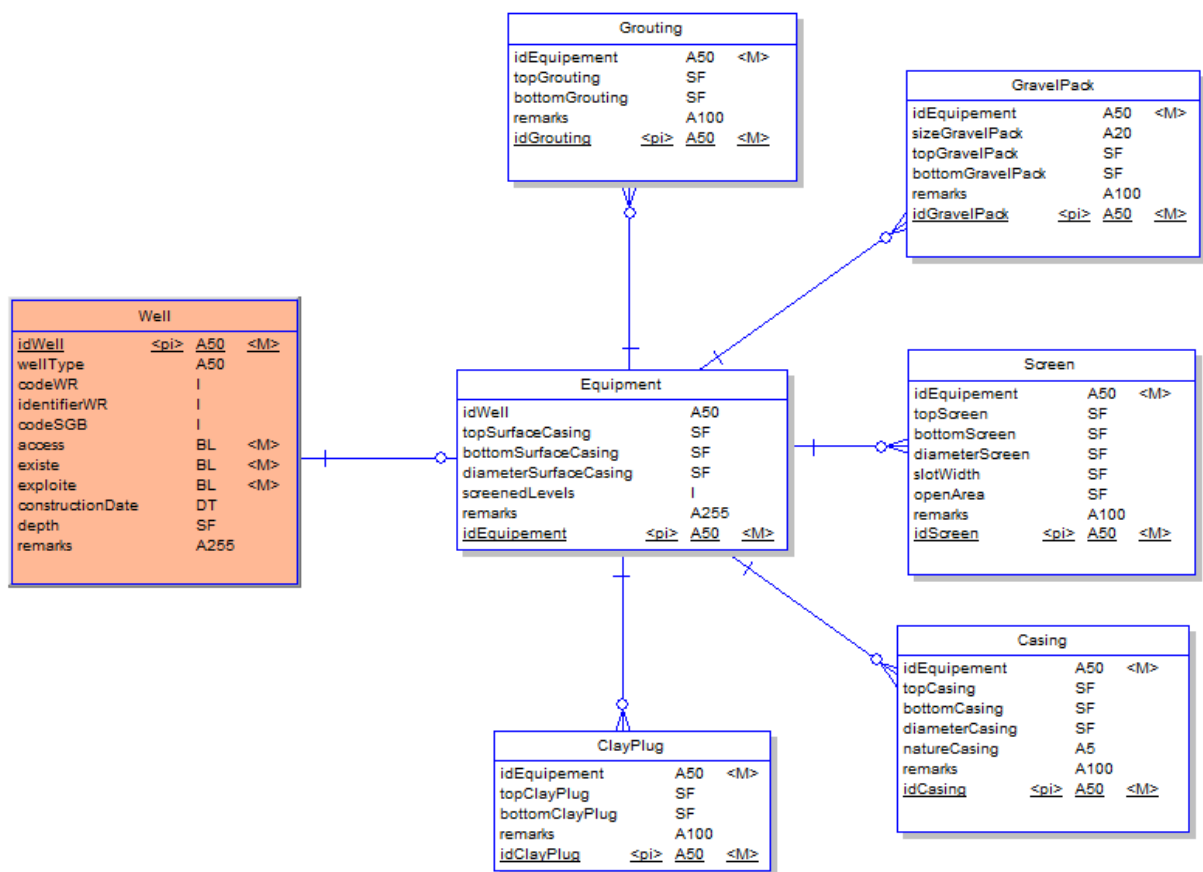 Grouting
idEquipement A50 <M>
topGrouting SF
bottomGrouting SF
remarks A100
idGrouting <pi> A50 <M>
GravelPack
idEquipement A50 <M>
sizeGravelPack A20
topGravelPack SF
bottomGravelPack SF
remarks A100
idGravelPack <pi> A50 <M>
Well
idWell <pi> A50 <M>
wellType A50
codeWR I
identifierWR I
codeSGB I
access BL <M>
existe BL <M>
exploite BL <M>
constructionDate DT
depth SF
remarks A255
Equipment
idWell A50
topSurfaceCasing SF
bottomSurfaceCasing SF
diameterSurfaceCasing SF
screenedLevels I
remarks A255
idEquipement <pi> A50 <M>
Screen
idEquipement A50 <M>
topScreen SF
bottomScreen SF
diameterScreen SF
slotWidth SF
openArea SF
remarks A100
idScreen <pi> A50 <M>
Casing
idEquipement A50 <M>
topCasing SF
bottomCasing SF
diameterCasing SF
natureCasing A5
remarks A100
idCasing <pi> A50 <M>
ClayPlug
idEquipement A50 <M>
topClayPlug SF
bottomClayPlug SF
remarks A100
idClayPlug <pi> A50 <M>